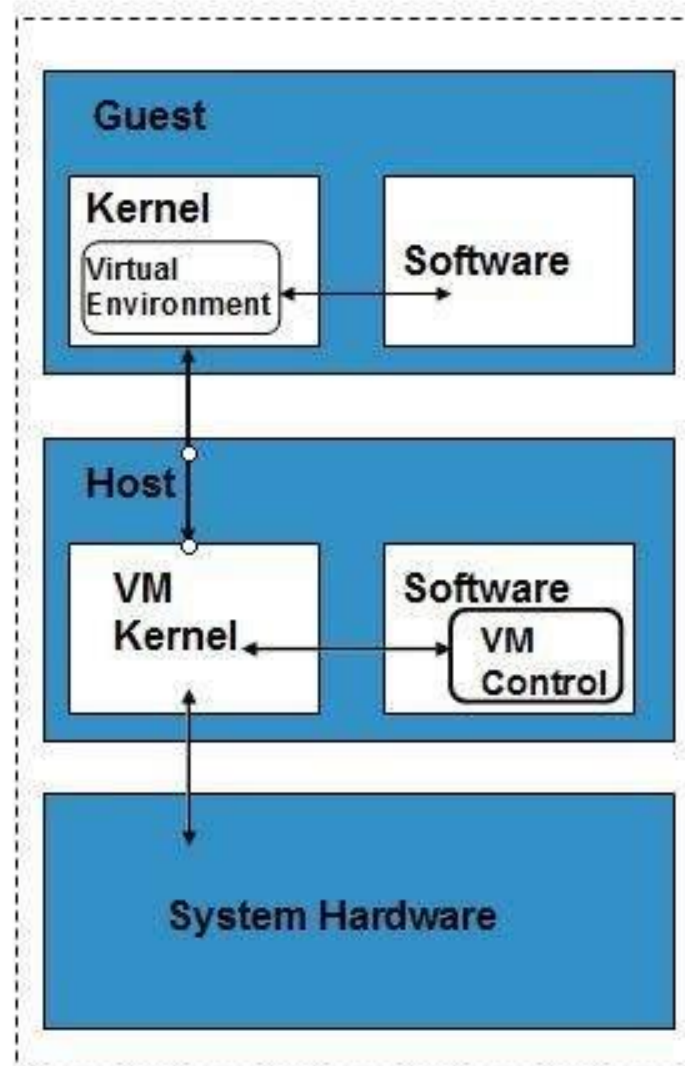 Guest
Kernel
Virtual
Environment
Software
Host
VM
Kernel
Software
VM
Control
System Hardware